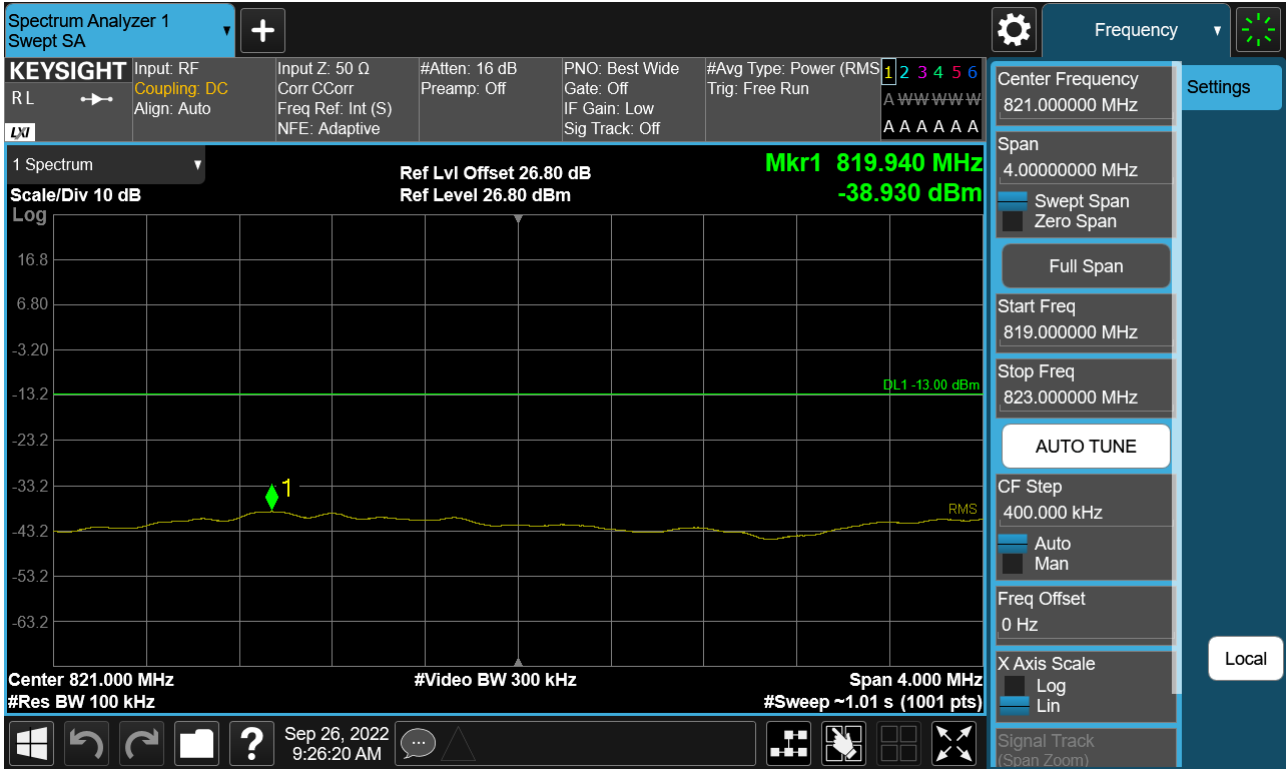 Spectrum Analyzer 1
Swept SA
Frequency
KEYSIGHT
R L
LXI
Input: RF
Coupling: DC
Align: Auto
Input Z: 50 Ω
Corr CCorr
Freq Ref: Int (S)
NFE: Adaptive
#Atten: 16 dB
Preamp: Off
PNO: Best Wide
Gate: Off
IF Gain: Low
Sig Track: Off
#Avg Type: Power (RMS
Trig: Free Run
1 2 3 4 5 6
A W W W W W
A A A A A A
1 Spectrum
Scale/Div 10 dB
Log
Ref Lvl Offset 26.80 dB
Ref Level 26.80 dBm
Mkr1 819.940 MHz
-38.930 dBm
16.8
6.80
-3.20
-13.2
DL1 -13.00 dBm
-23.2
-33.2
1
RMS
-43.2
-53.2
-63.2
Center 821.000 MHz
#Video BW 300 kHz
Span 4.000 MHz
#Res BW 100 kHz
#Sweep ~1.01 s (1001 pts)
?
Sep 26, 2022
9:26:20 AM
Center Frequency
821.000000 MHz
Settings
Span
4.00000000 MHz
Swept Span
Zero Span
Full Span
Start Freq
819.000000 MHz
Stop Freq
823.000000 MHz
AUTO TUNE
CF Step
400.000 kHz
Auto
Man
Freq Offset
0 Hz
X Axis Scale
Log
Lin
Local
Signal Track
(Span Zoom)